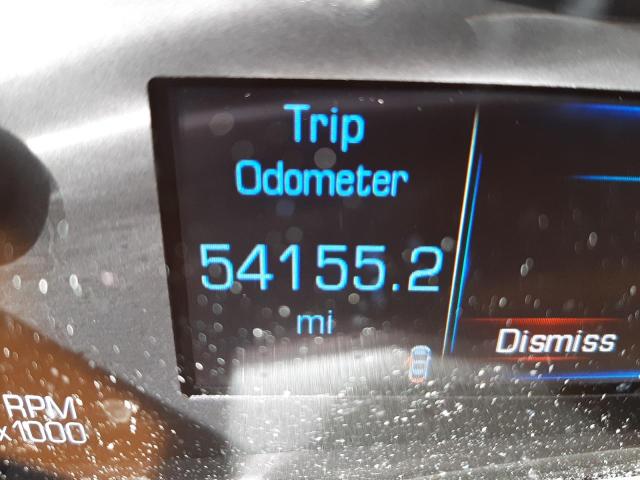 Trip
Odometer
54155.2
mi
Dismiss
RPM
x1000